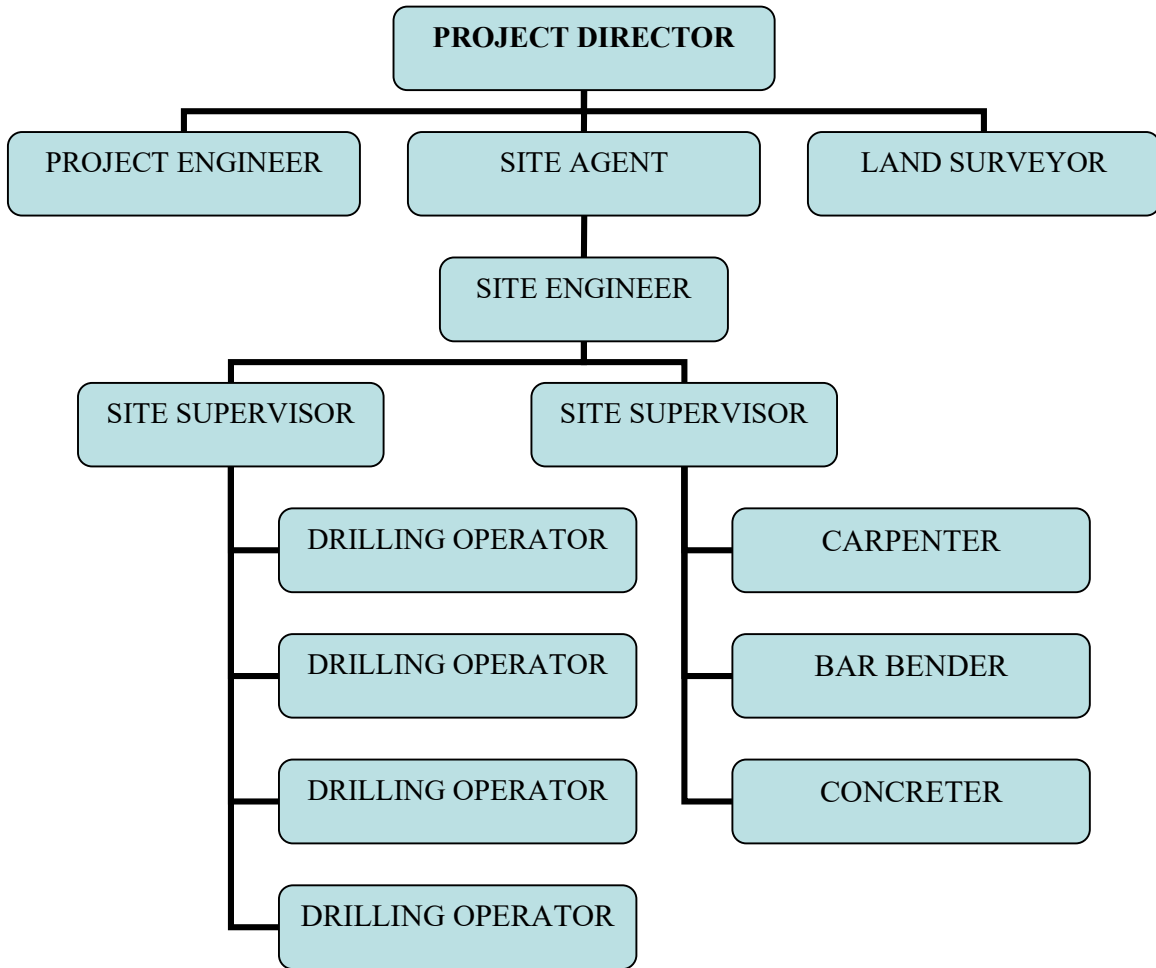 PROJECT DIRECTOR
PROJECT ENGINEER
SITE AGENT
LAND SURVEYOR
SITE ENGINEER
SITE SUPERVISOR
SITE SUPERVISOR
DRILLING OPERATOR
CARPENTER
DRILLING OPERATOR
BAR BENDER
DRILLING OPERATOR
CONCRETER
DRILLING OPERATOR